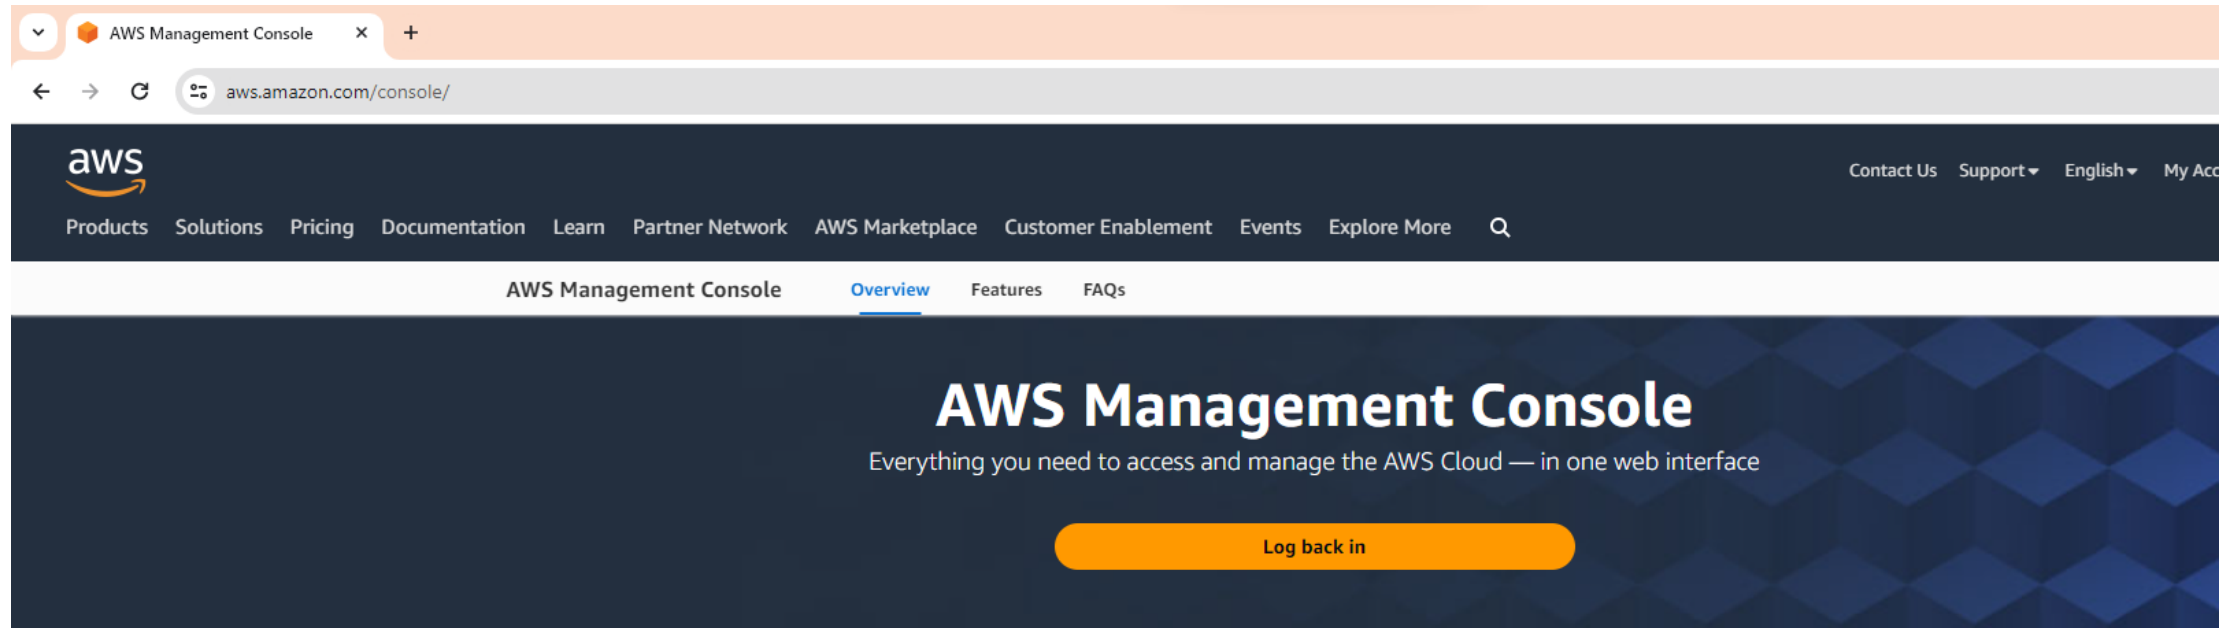 AWS Management Console
aws.amazon.com/console/
aws
Contact Us Support English My Acc
Products Solutions Pricing Documentation Learn Partner Network AWS Marketplace Customer Enablement Events Explore More
AWS Management Console Overview Features FAQs
AWS Management Console
Everything you need to access and manage the AWS Cloud — in one web interface
Log back in